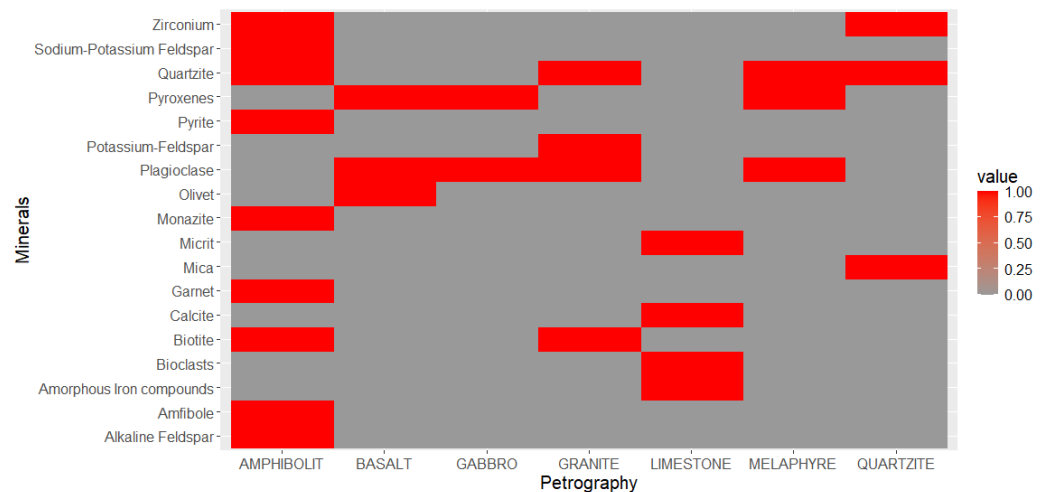 Zirconium
Sodium-Potassium Feldspar
Quartzite
Pyroxenes
Pyrite
Potassium-Feldspar
Plagioclase
Olivet
Monazite
Micrit
Mica
Garnet
Calcite
Biotite
Bioclasts
Amorphous Iron compounds
Amfibole
Alkaline Feldspar
Minerals
AMPHIBOLIT BASALT GABBRO GRANITE LIMESTONE MELAPHYRE QUARTZITE
Petrography
value
1.00
0.75
0.50
0.25
0.00